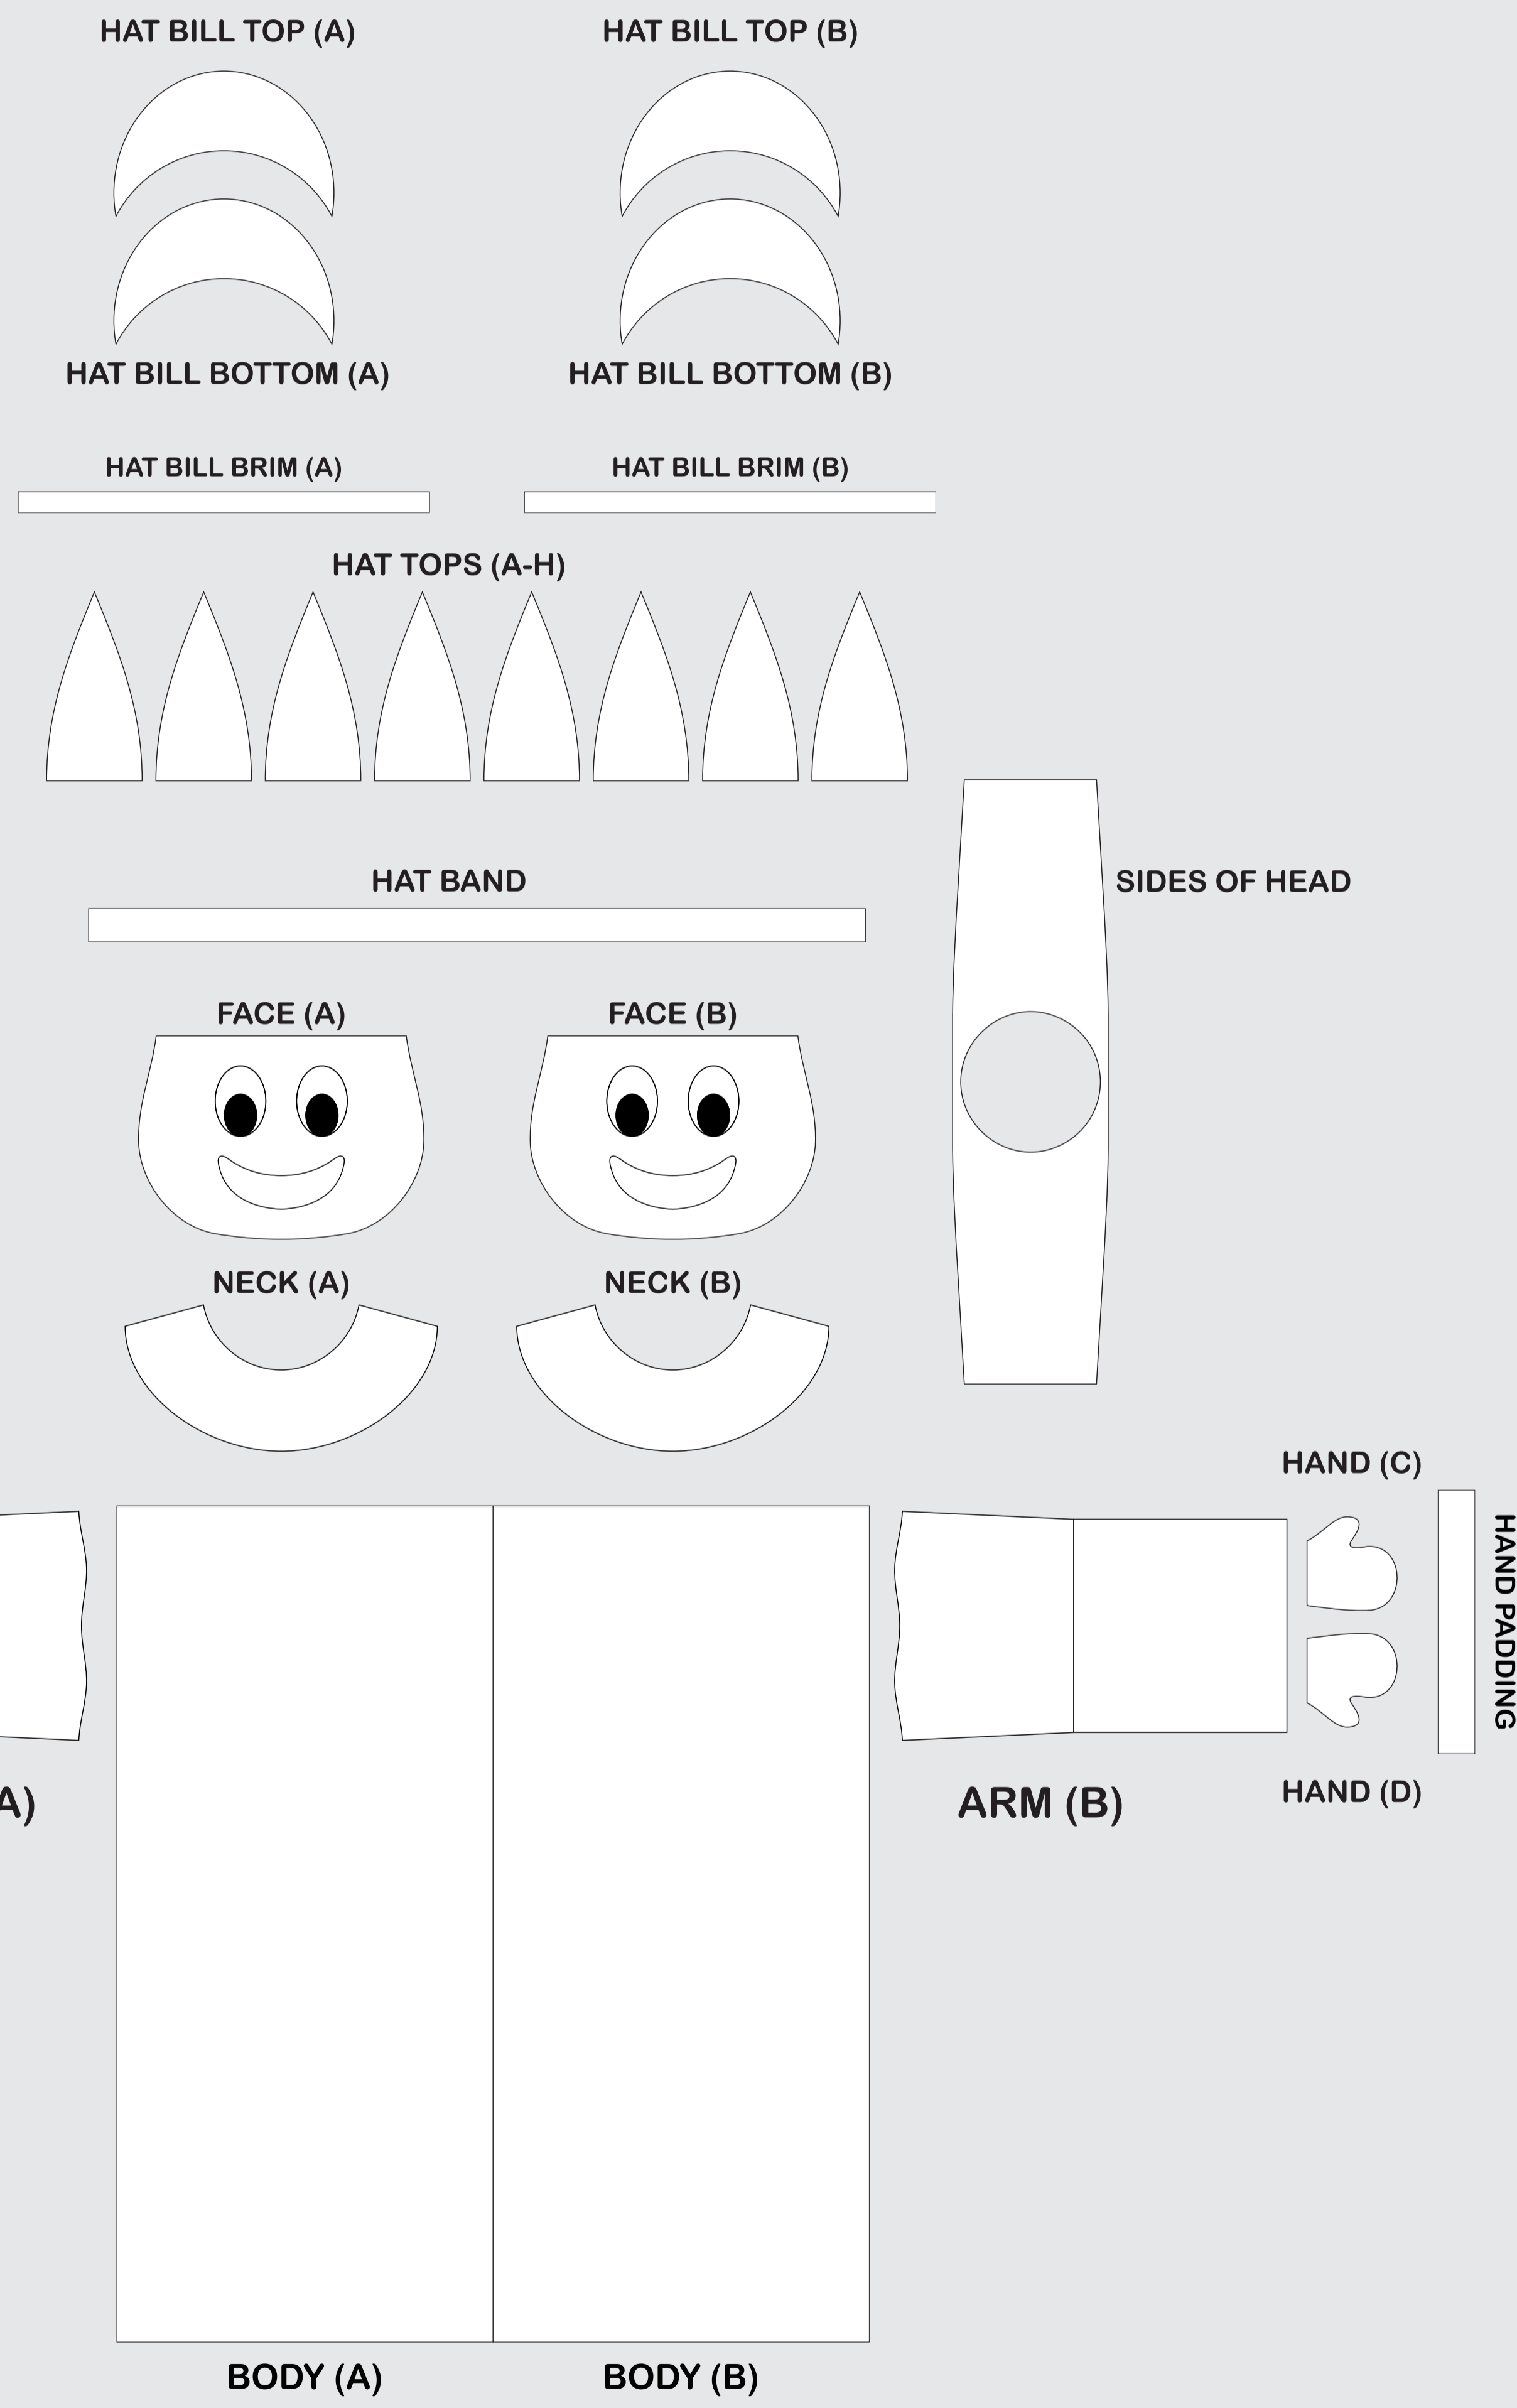 HAT BILL TOP (A)
HAT BILL TOP (B)
HAT BILL BOTTOM (A)
HAT BILL BOTTOM (B)
HAT BILL BRIM (A)
HAT BILL BRIM (B)
HAT TOPS (A-H)
HAT BAND
SIDES OF HEAD
FACE (A)
FACE (B)
NECK (A)
NECK (B)
HAND (C)
HAND PADDING
A)
ARM (B)
HAND (D)
BODY (A)
BODY (B)